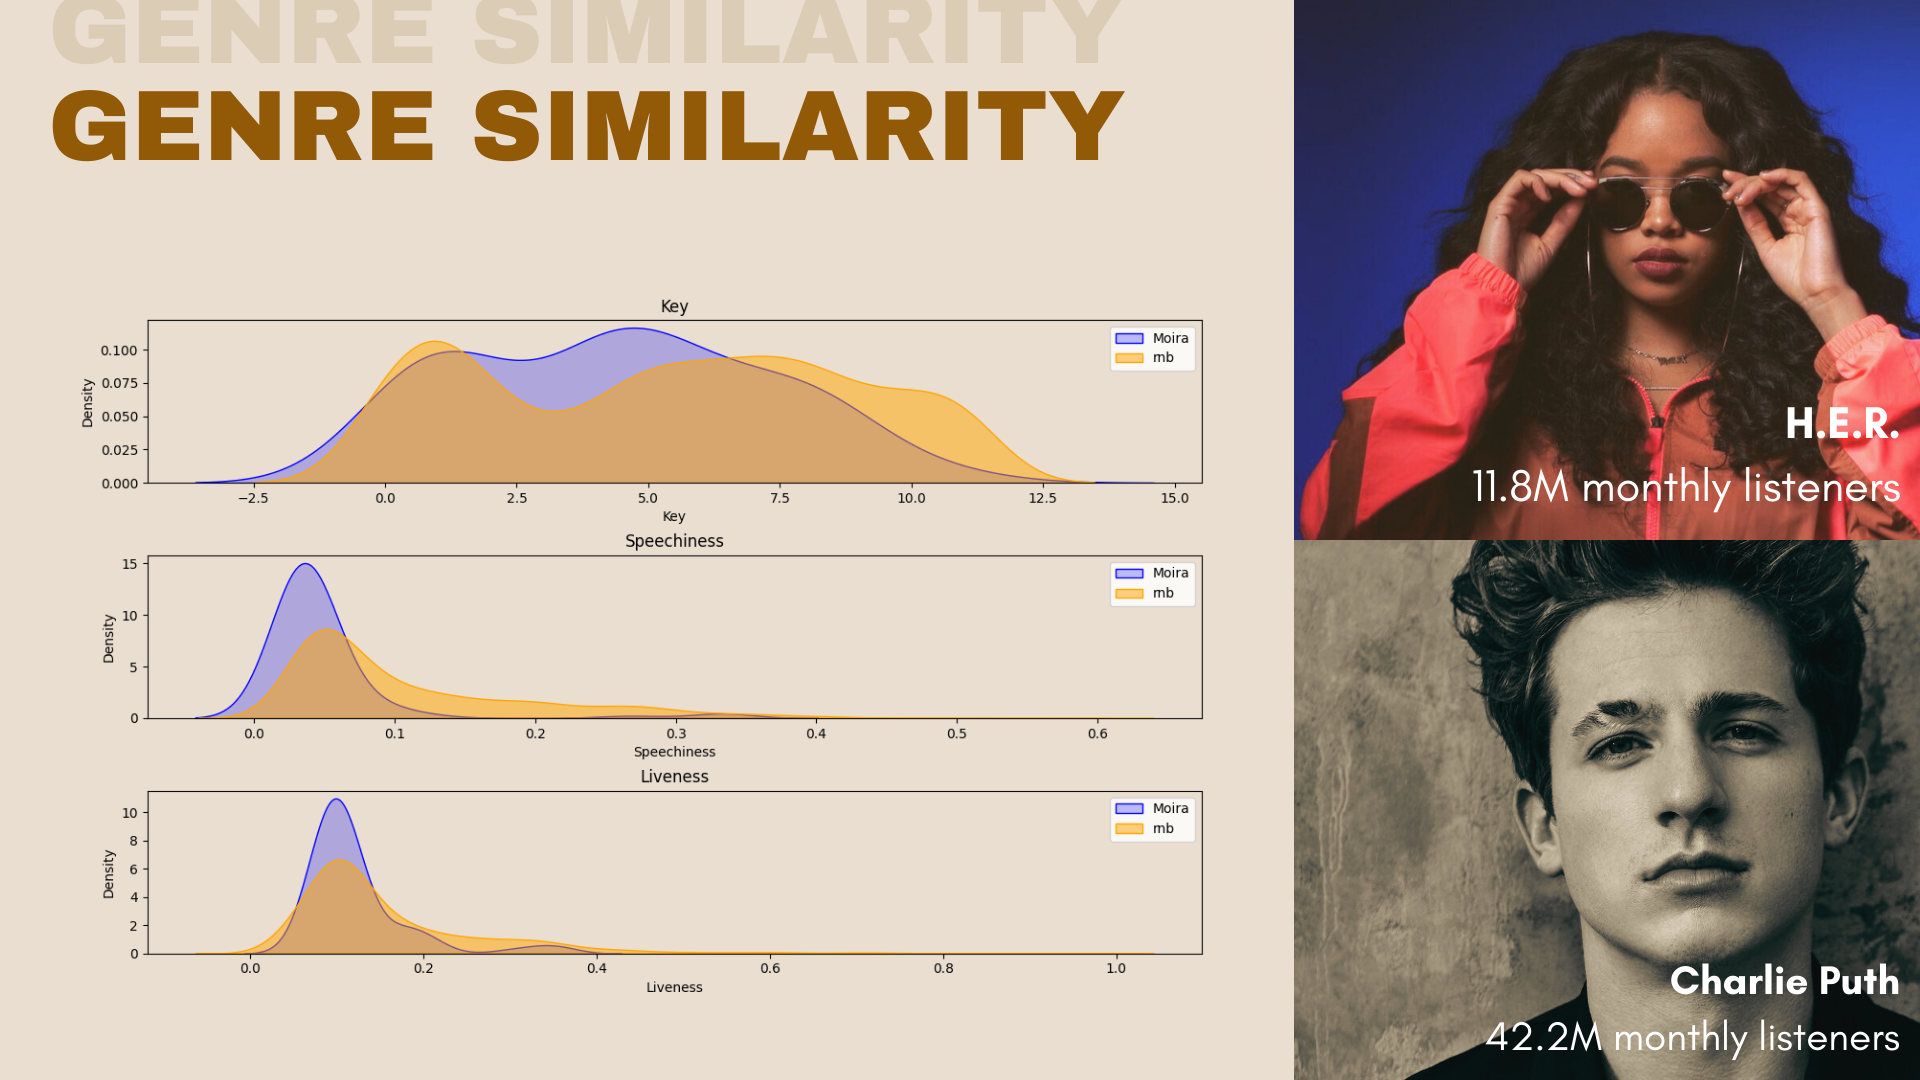 GENRE SIMILARITY
GENRE SIMILARITY
Key
Moira
rnb
Density
0.100
0.075
0.050
0.025
0.000
−2.5 0.0 2.5 5.0 7.5 10.0 12.5 15.0
Key
Speechiness
Moira
rnb
Density
15
10
5
0
0.0 0.1 0.2 0.3 0.4 0.5 0.6
Speechiness
Liveness
Moira
rnb
Density
10
8
6
4
2
0
0.0 0.2 0.4 0.6 0.8 1.0
Liveness
H.E.R.
11.8M monthly listeners
Charlie Puth
42.2M monthly listeners